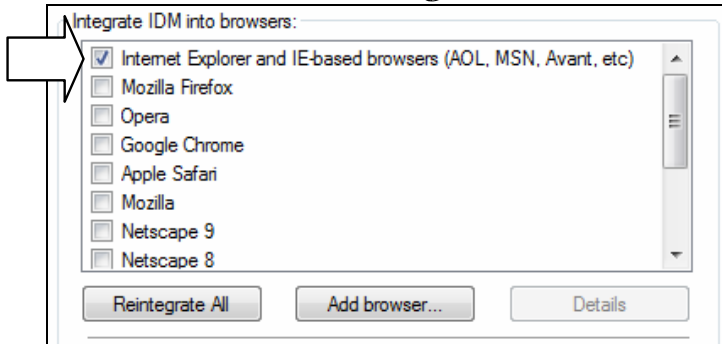 Integrate IDM into browsers:
Internet Explorer and IE-based browsers (AOL, MSN, Avant, etc)
Mozilla Firefox
Opera
Google Chrome
Apple Safari
Mozilla
Netscape 9
Netscape 8
Reintegrate All Add browser... Details